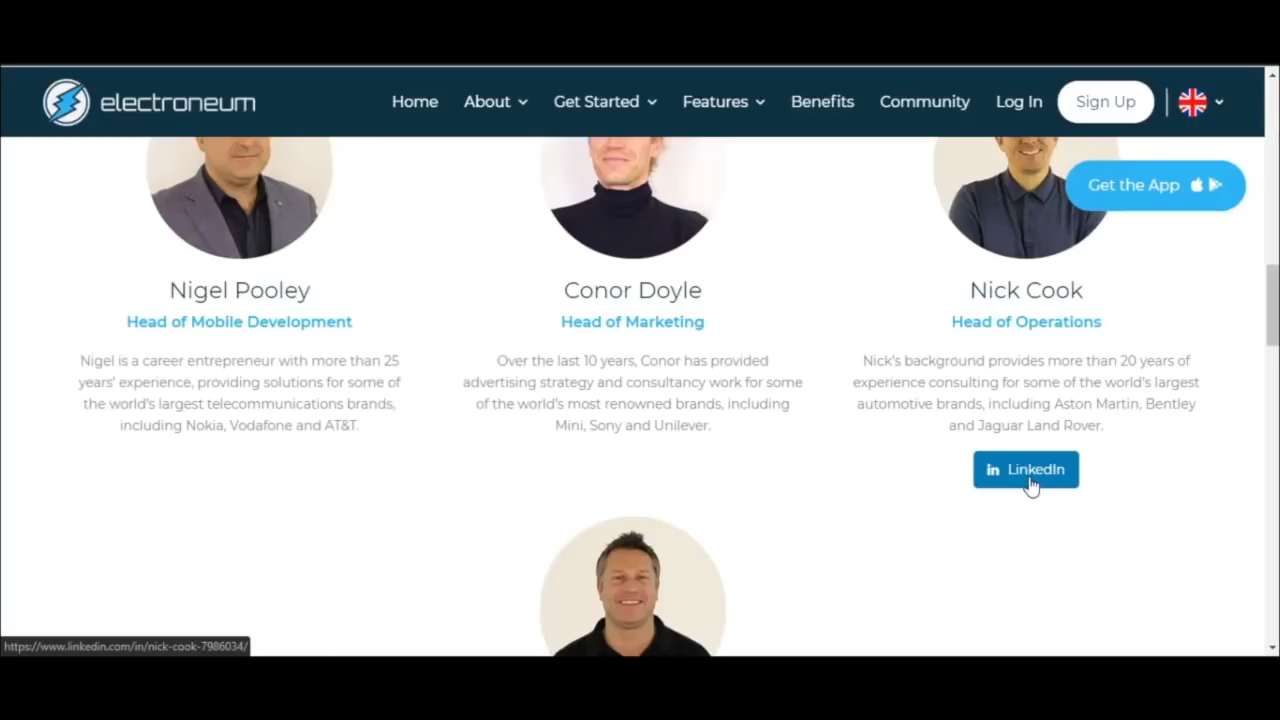 electroneum
Home About Get Started Features Benefits Community Log In Sign Up
Get the App
Nigel Pooley
Head of Mobile Development
Nigel is a career entrepreneur with more than 25
years' experience, providing solutions for some of
the world's largest telecommunications brands,
including Nokia, Vodafone and AT&T.
Conor Doyle
Head of Marketing
Over the last 10 years, Conor has provided
advertising strategy and consultancy work for some
of the world's most renowned brands, including
Mini, Sony and Unilever.
Nick Cook
Head of Operations
Nick's background provides more than 20 years of
experience consulting for some of the world's largest
automotive brands, including Aston Martin, Bentley
and Jaguar Land Rover.
in LinkedIn
https://www.linkedin.com/in/nick-cook-7986034/